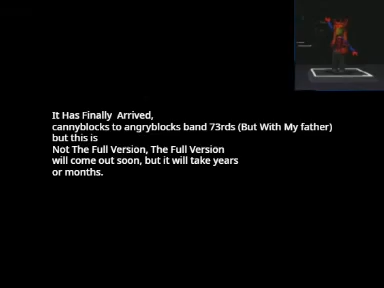 It Has Finally  Arrived,
cannyblocks to angryblocks band 73rds (But With My father)
but this is
Not The Full Version, The Full Version
will come out soon, but it will take years
or months.